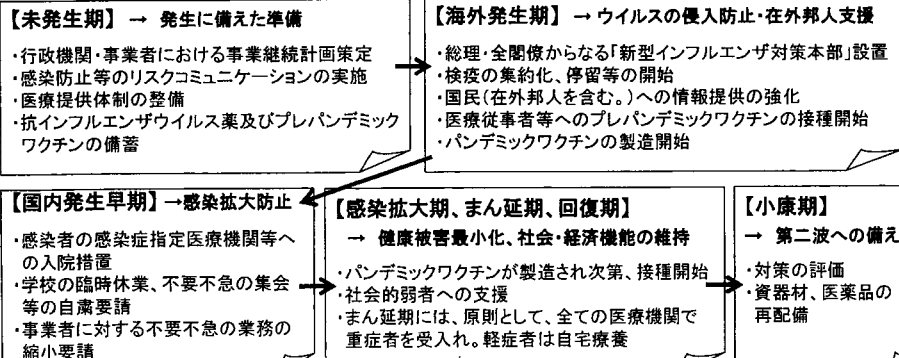 【未発生期】 → 発生に備えた準備
・行政機関・事業者における事業継続計画策定
・感染防止等のリスクコミュニケーションの実施
・医療提供体制の整備
・抗インフルエンザウイルス薬及びプレパンデミック
ワクチンの備蓄
【海外発生期】 → ウイルスの侵入防止・在外邦人支援
・総理・全閣僚からなる「新型インフルエンザ対策本部」設置
・検疫の集約化、停留等の開始
・国民(在外邦人を含む。)への情報提供の強化
・医療従事者等へのプレパンデミックワクチンの接種開始
・パンデミックワクチンの製造開始
【国内発生早期】 →感染拡大防止
・感染者の感染症指定医療機関等へ
の入院措置
・学校の臨時休業、不要不急の集会
等の自粛要請
・事業者に対する不要不急の業務の
縮小要請
【感染拡大期、まん延期、回復期】
→ 健康被害最小化、社会・経済機能の維持
・パンデミックワクチンが製造され次第、接種開始
・社会的弱者への支援
・まん延期には、原則として、全ての医療機関で
重症者を受入れ。軽症者は自宅療養
【小康期】
→ 第二波への備え
・対策の評価
・資器材、医薬品の
再配備